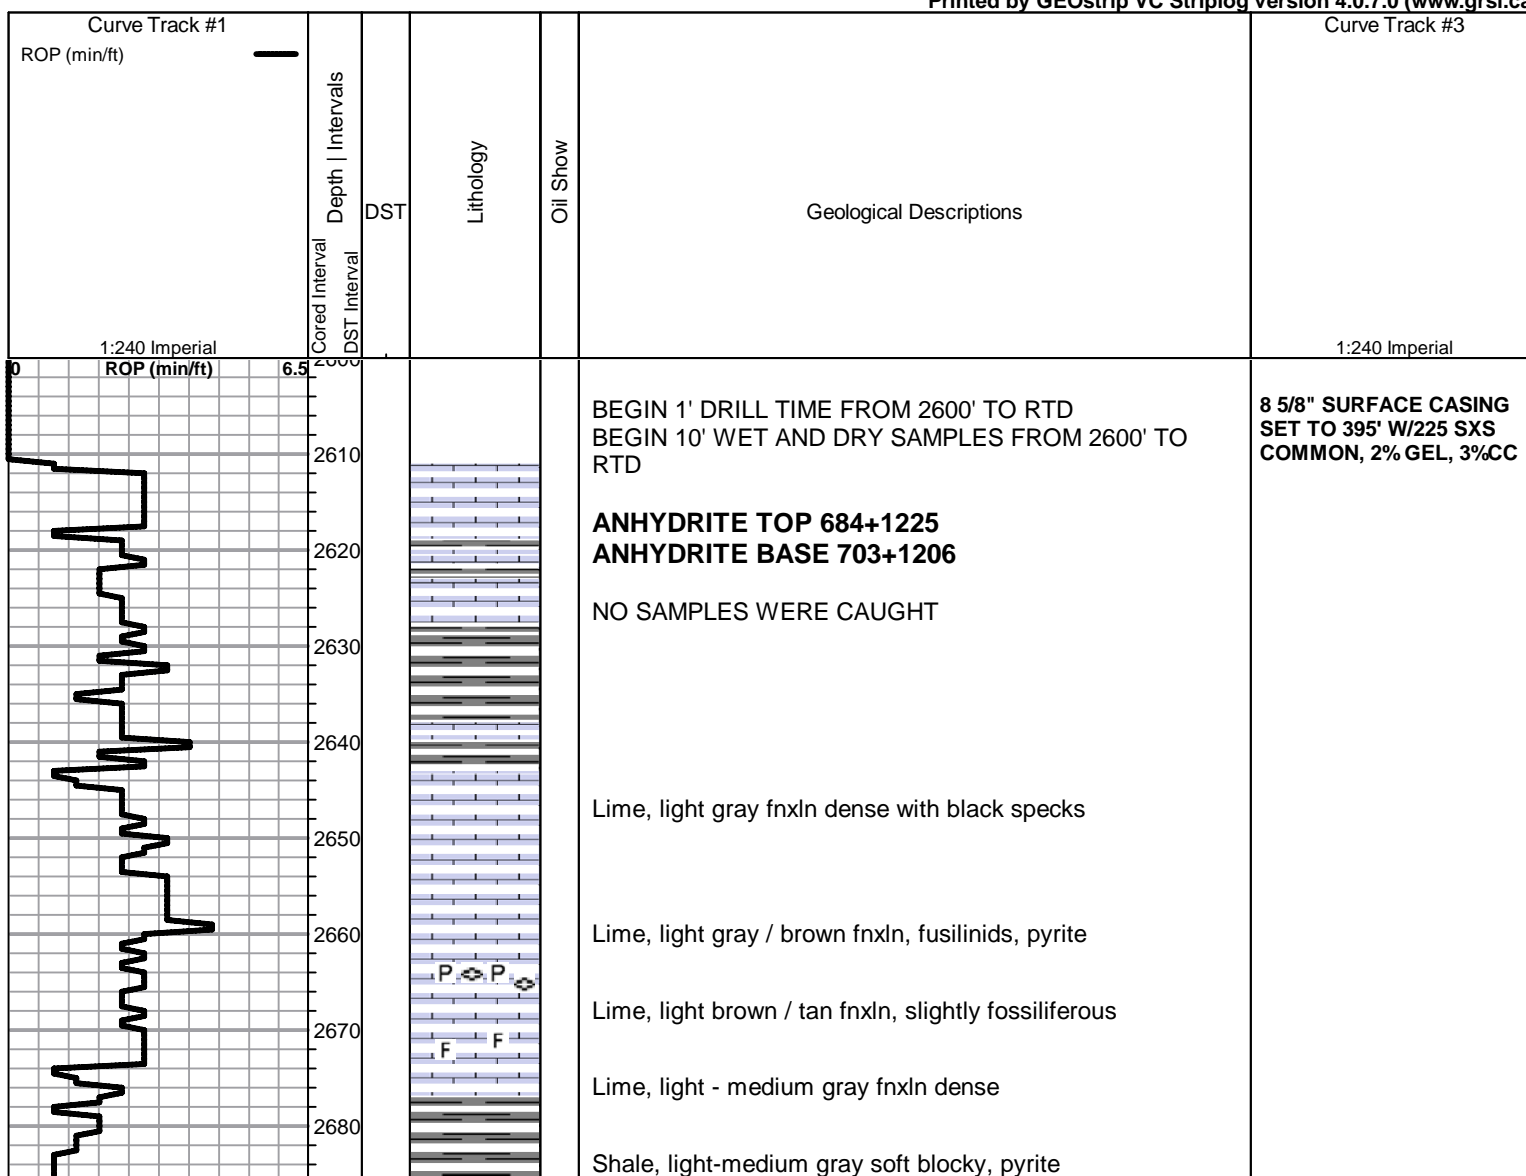 Printed by GEOstrip VC Striplog version 4.0.7.0 (www.grsi.ca
Curve Track #1
ROP (min/ft)
1:240 Imperial
Depth | Intervals
Cored Interval
DST Interval
DST
Lithology
Oil Show
Geological Descriptions
Curve Track #3
1:240 Imperial
0 ROP (min/ft) 6.5
2600
BEGIN 1' DRILL TIME FROM 2600' TO RTD
BEGIN 10' WET AND DRY SAMPLES FROM 2600' TO
RTD
8 5/8" SURFACE CASING
SET TO 395' W/225 SXS
COMMON, 2% GEL, 3%CC
2610
ANHYDRITE TOP 684+1225
ANHYDRITE BASE 703+1206
2620
NO SAMPLES WERE CAUGHT
2630
2640
Lime, light gray fnxln dense with black specks
2650
Lime, light gray / brown fnxln, fusilinids, pyrite
2660
P P
Lime, light brown / tan fnxln, slightly fossiliferous
2670
F F
Lime, light - medium gray fnxln dense
2680
Shale, light-medium gray soft blocky, pyrite